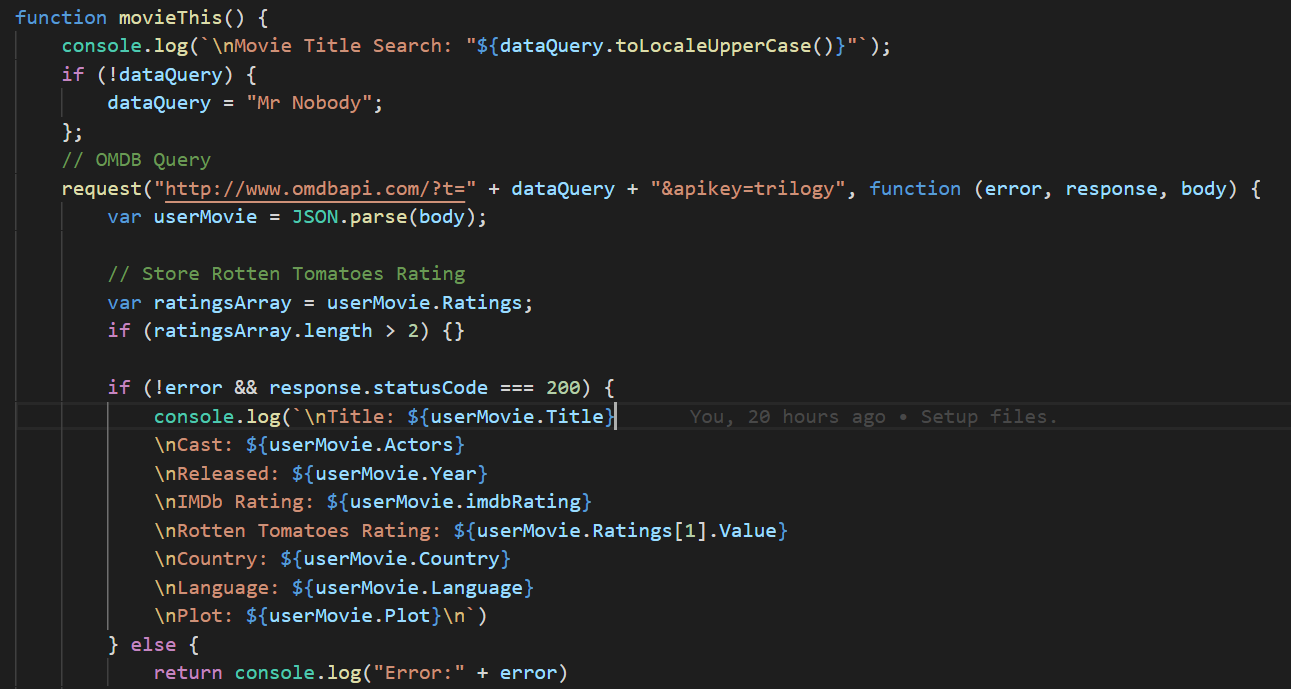 function movieThis() {
    console.log(`\nMovie Title Search: "${dataQuery.toLocaleUpperCase()}"`);
    if (!dataQuery) {
        dataQuery = "Mr Nobody";
    };
    // OMDB Query
    request("http://www.omdbapi.com/?t=" + dataQuery + "&apikey=trilogy", function (error, response, body) {
        var userMovie = JSON.parse(body);

        // Store Rotten Tomatoes Rating
        var ratingsArray = userMovie.Ratings;
        if (ratingsArray.length > 2) {}

        if (!error && response.statusCode === 200) {
            console.log(`\nTitle: ${userMovie.Title} You, 20 hours ago • Setup files.
            \nCast: ${userMovie.Actors}
            \nReleased: ${userMovie.Year}
            \nIMDb Rating: ${userMovie.imdbRating}
            \nRotten Tomatoes Rating: ${userMovie.Ratings[1].Value}
            \nCountry: ${userMovie.Country}
            \nLanguage: ${userMovie.Language}
            \nPlot: ${userMovie.Plot}\n`)
        } else {
            return console.log("Error:" + error)